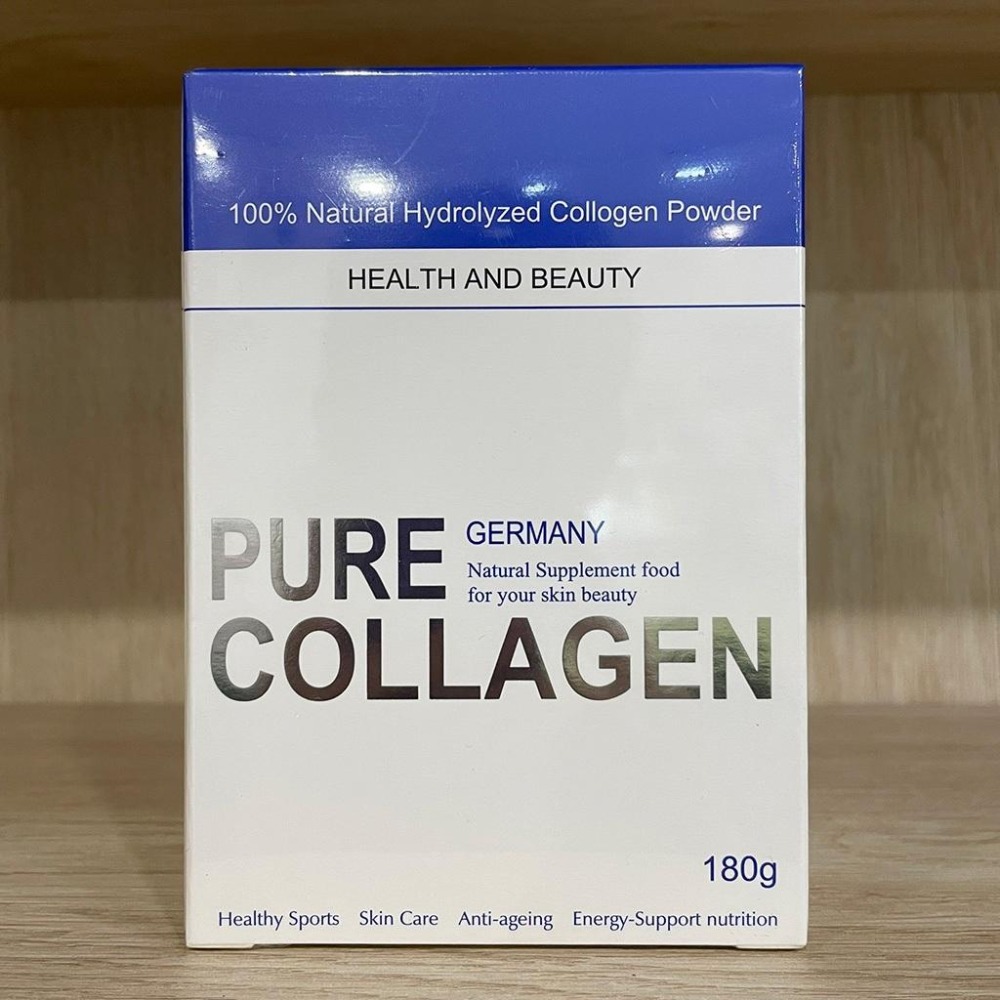 100% Natural Hydrolyzed Collogen Powder
HEALTH AND BEAUTY
PURE
GERMANY
Natural Supplement food
for your skin beauty
COLLAGEN
180g
Healthy Sports Skin Care Anti-ageing Energy-Support nutrition